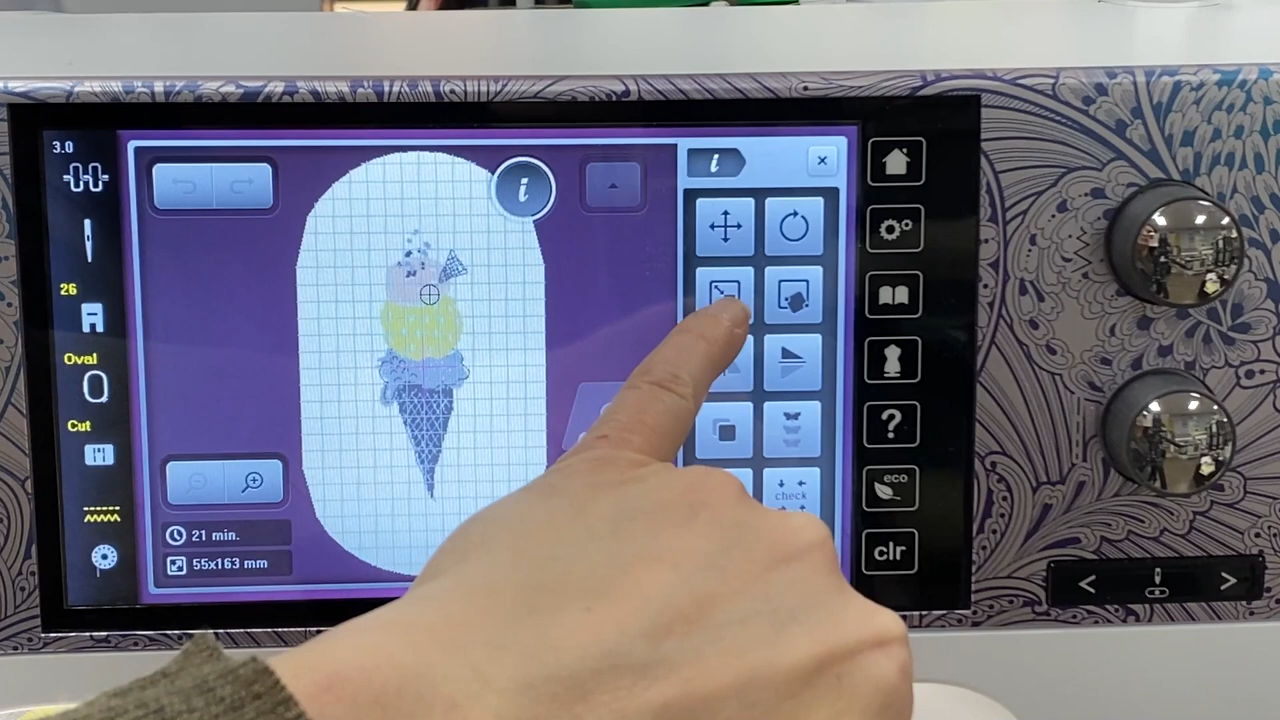 3.0
26
Oval
Cut
i
21 min.
55x163 mm
i
check
?
eco
clr